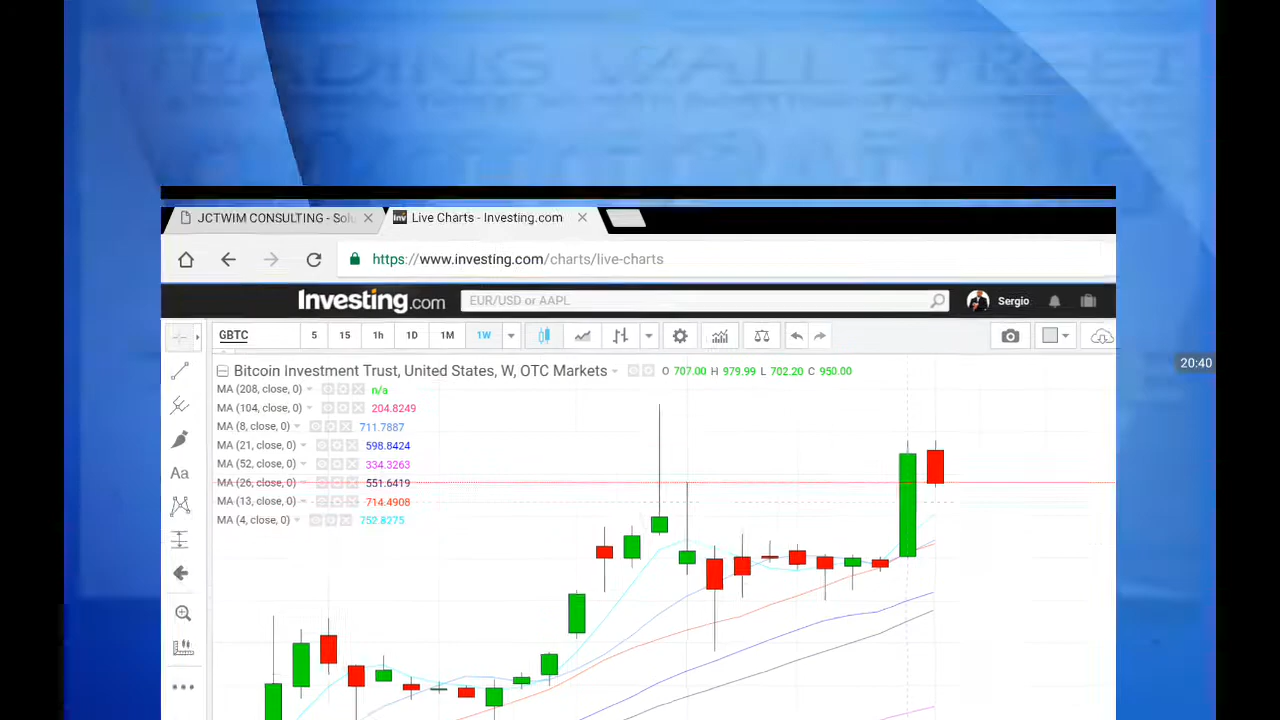 TRADING WALL STREET
JCTWIM CONSULTING - Solu
Live Charts - Investing.com
https://www.investing.com/charts/live-charts
Investing.com
EUR/USD or AAPL
Sergio
GBTC 5 15 1h 1D 1M 1W
20:40
Bitcoin Investment Trust, United States, W, OTC Markets O 707.00 H 979.99 L 702.20 C 950.00
MA (208, close, 0) n/a
MA (104, close, 0) 204.8249
MA (8, close, 0) 711.7887
MA (21, close, 0) 598.8424
MA (52, close, 0) 334.3263
MA (26, close, 0) 551.6419
MA (13, close, 0) 714.4908
MA (4, close, 0) 752.8275
Aa